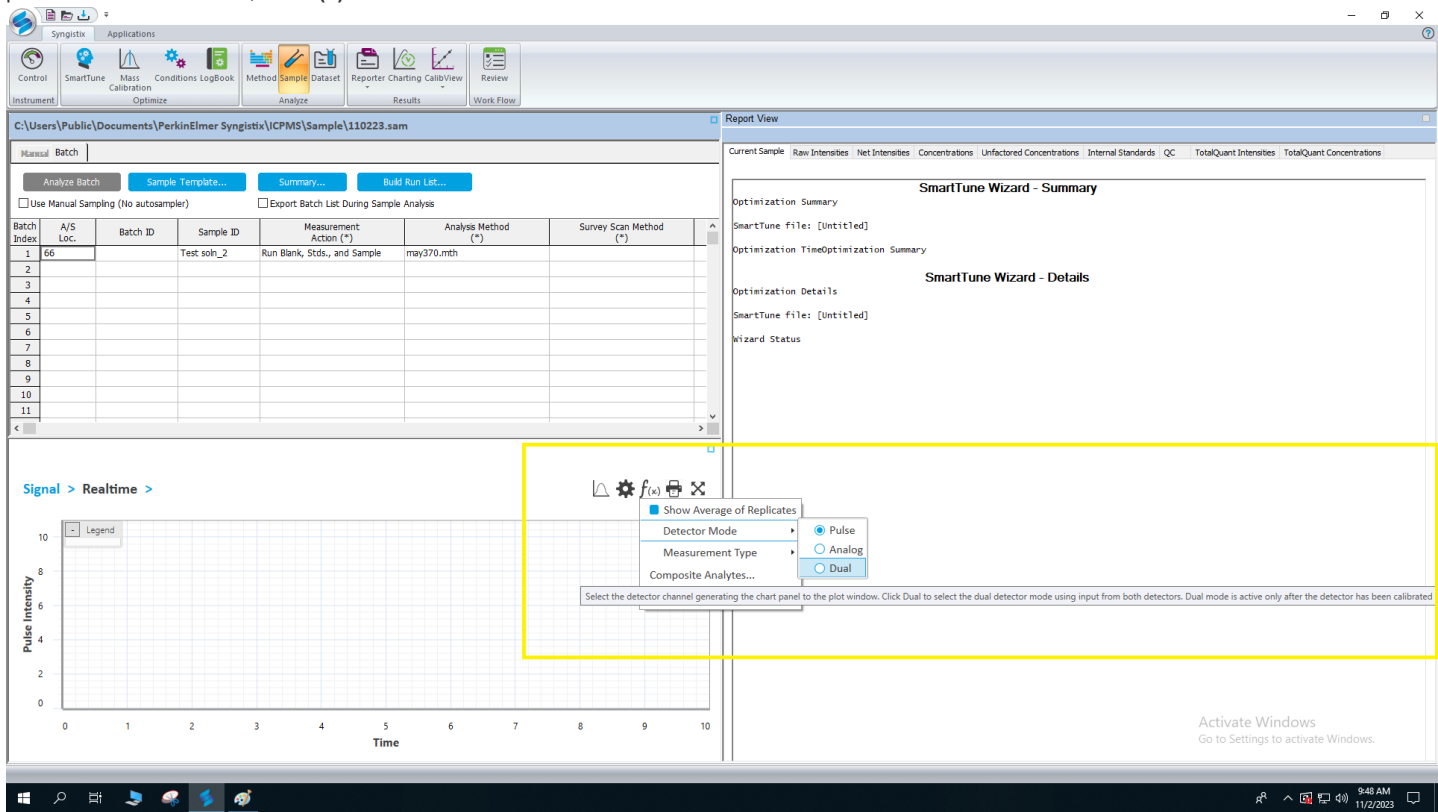 Syngistix Applications
Control SmartTune Mass Calibration Conditions LogBook Method Sample Dataset Reporter Charting CalibView Review
Instrument Optimize Analyze Results Work Flow
C:\Users\Public\Documents\PerkinElmer Syngistix\ICPMS\Sample\110223.sam
Manual Batch
Analyze Batch Sample Template... Summary... Build Run List...
Use Manual Sampling (No autosampler) Export Batch List During Sample Analysis
Batch Index A/S Loc. Batch ID Sample ID Measurement Action (*) Analysis Method (*) Survey Scan Method (*)
1 66 Test soln_2 Run Blank, Stds., and Sample may370.mth
2
3
4
5
6
7
8
9
10
11
Report View
Current Sample Raw Intensities Net Intensities Concentrations Unfactored Concentrations Internal Standards QC TotalQuant Intensities TotalQuant Concentrations
SmartTune Wizard - Summary
Optimization Summary
SmartTune file: [Untitled]
Optimization TimeOptimization Summary
SmartTune Wizard - Details
Optimization Details
SmartTune file: [Untitled]
Wizard Status
Signal > Realtime >
f(x)
Show Average of Replicates
Detector Mode
Pulse
Analog
Dual
Measurement Type
Composite Analytes...
Select the detector channel generating the chart panel to the plot window. Click Dual to select the dual detector mode using input from both detectors. Dual mode is active only after the detector has been calibrated
- Legend
Pulse Intensity
10
8
6
4
2
0
0 1 2 3 4 5 6 7 8 9 10
Time
Activate Windows
Go to Settings to activate Windows.
9:48 AM
11/2/2023